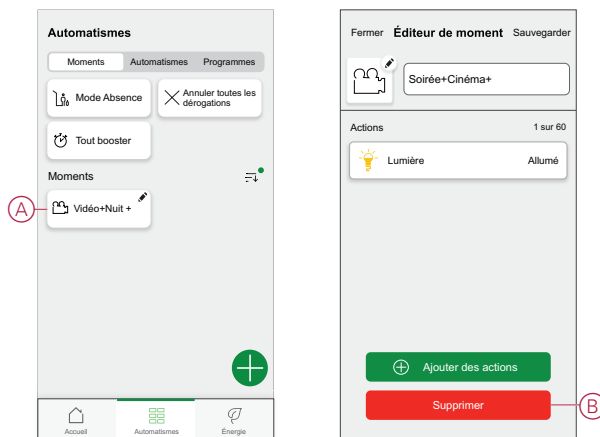 Automatismes
Moments Automatismes Programmes
Mode Absence
Annuler toutes les
dérogations
Tout booster
Moments
A
Vidéo+Nuit +
Accueil Automatismes Énergie
Fermer Éditeur de moment Sauvegarder
Soirée+Cinéma+
Actions 1 sur 60
Lumière Allumé
Ajouter des actions
Supprimer
B